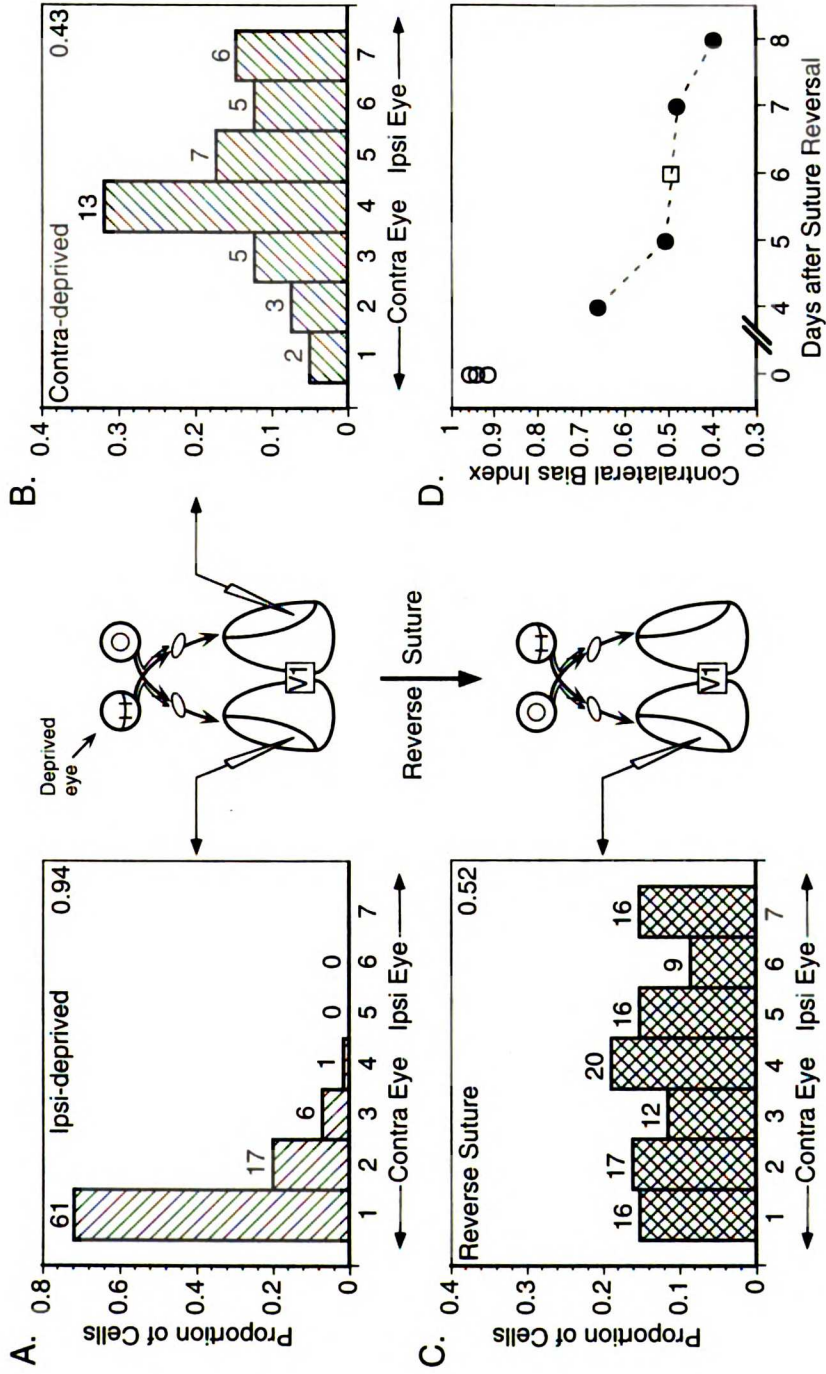 A.
Ipsi-deprived
0.94
Proportion of Cells
0.8
0.6
0.4
0.2
0
61
17
6
1
0
0
1 2 3 4 5 6 7
Contra Eye Ipsi Eye
Deprived eye
V1
B.
Contra-deprived
0.43
0.4
0.3
0.2
0.1
0
2
3
5
13
7
5
6
1 2 3 4 5 6 7
Contra Eye Ipsi Eye
Reverse Suture
C.
Reverse Suture
0.52
Proportion of Cells
0.4
0.3
0.2
0.1
0
16
17
12
20
16
9
16
1 2 3 4 5 6 7
Contra Eye Ipsi Eye
V1
D.
Contralateral Bias Index
1
0.9
0.8
0.7
0.6
0.5
0.4
0.3
0 4 5 6 7 8
Days after Suture Reversal